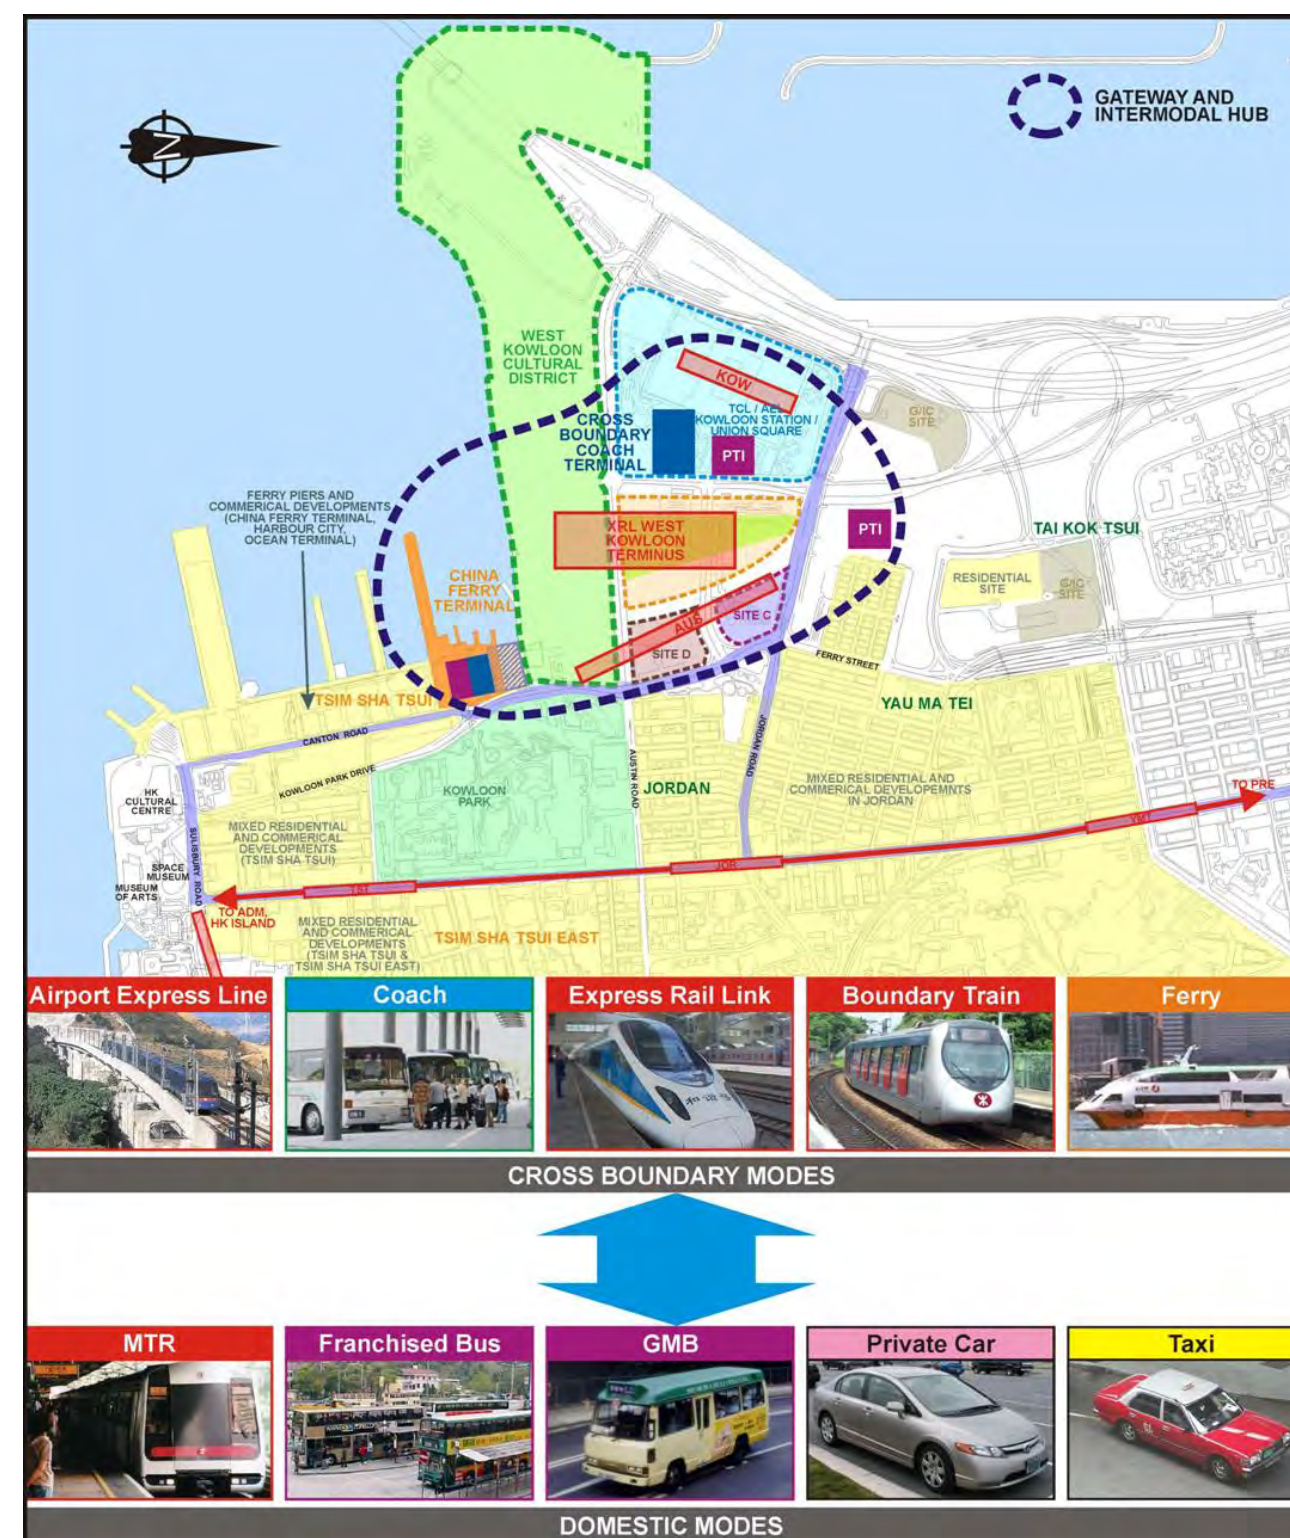 GATEWAY AND
INTERMODAL HUB
N
WEST
KOWLOON
CULTURAL
DISTRICT
KOW
TCL / AEL
KOWLOON STATION /
UNION SQUARE
CROSS
BOUNDARY
COACH
TERMINAL
PTI
G/IC
SITE
FERRY PIERS AND
COMMERICAL DEVELOPMENTS
(CHINA FERRY TERMINAL,
HARBOUR CITY,
OCEAN TERMINAL)
XRL WEST
KOWLOON
TERMINUS
PTI
TAI KOK TSUI
CHINA
FERRY
TERMINAL
RESIDENTIAL
SITE
G/IC
SITE
AUS
SITE C
SITE D
FERRY STREET
TSIM SHA TSUI
YAU MA TEI
CANTON ROAD
KOWLOON PARK DRIVE
AUSTIN ROAD
JORDAN ROAD
HK
CULTURAL
CENTRE
KOWLOON
PARK
JORDAN
MIXED RESIDENTIAL AND
COMMERICAL DEVELOPEMNTS
IN JORDAN
TO PRE
SULISBURY ROAD
MIXED RESIDENTIAL
AND COMMERICAL
DEVELOPMENTS
(TSIM SHA TSUI)
YMT
SPACE
MUSEUM
MUSEUM
OF ARTS
TST
JOR
TO ADM,
HK ISLAND
MIXED RESIDENTIAL
AND COMMERICAL
DEVELOPMENTS
(TSIM SHA TSUI &
TSIM SHA TSUI EAST)
TSIM SHA TSUI EAST
Airport Express Line
Coach
Express Rail Link
Boundary Train
Ferry
和谐号
CROSS BOUNDARY MODES
MTR
Franchised Bus
GMB
Private Car
Taxi
DOMESTIC MODES